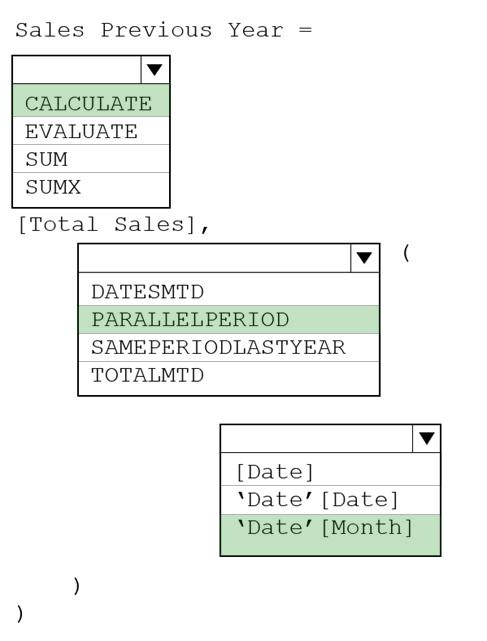 Sales Previous Year =
CALCULATE
EVALUATE
SUM
SUMX
[Total Sales],
(
DATESMTD
PARALLELPERIOD
SAMEPERIODLASTYEAR
TOTALMTD
[Date]
‘Date’[Date]
‘Date’[Month]
)
)